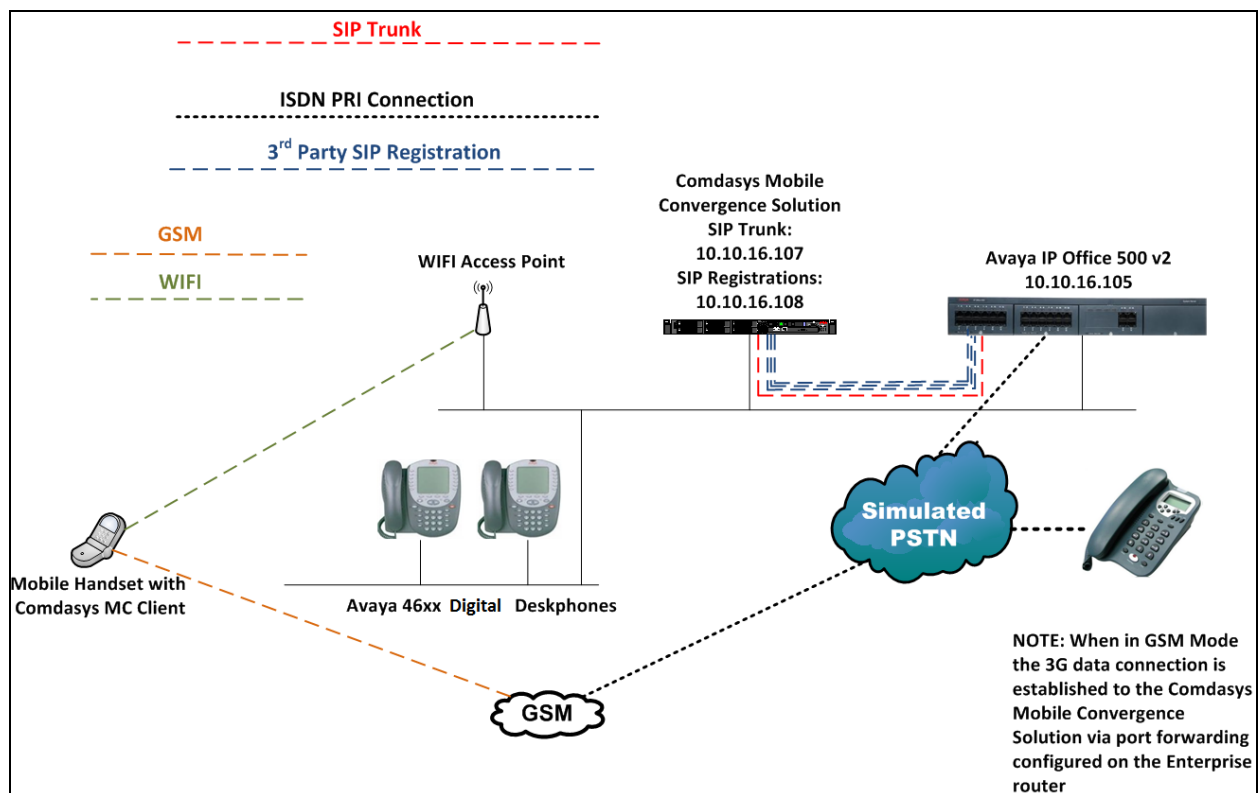 SIP Trunk
ISDN PRI Connection
3rd Party SIP Registration
GSM
WIFI
WIFI Access Point
Comdasys Mobile
Convergence Solution
SIP Trunk:
10.10.16.107
SIP Registrations:
10.10.16.108
Avaya IP Office 500 v2
10.10.16.105
Simulated
PSTN
Mobile Handset with
Comdasys MC Client
Avaya 46xx Digital Deskphones
GSM
NOTE: When in GSM Mode
the 3G data connection is
established to the Comdasys
Mobile Convergence
Solution via port forwarding
configured on the Enterprise
router